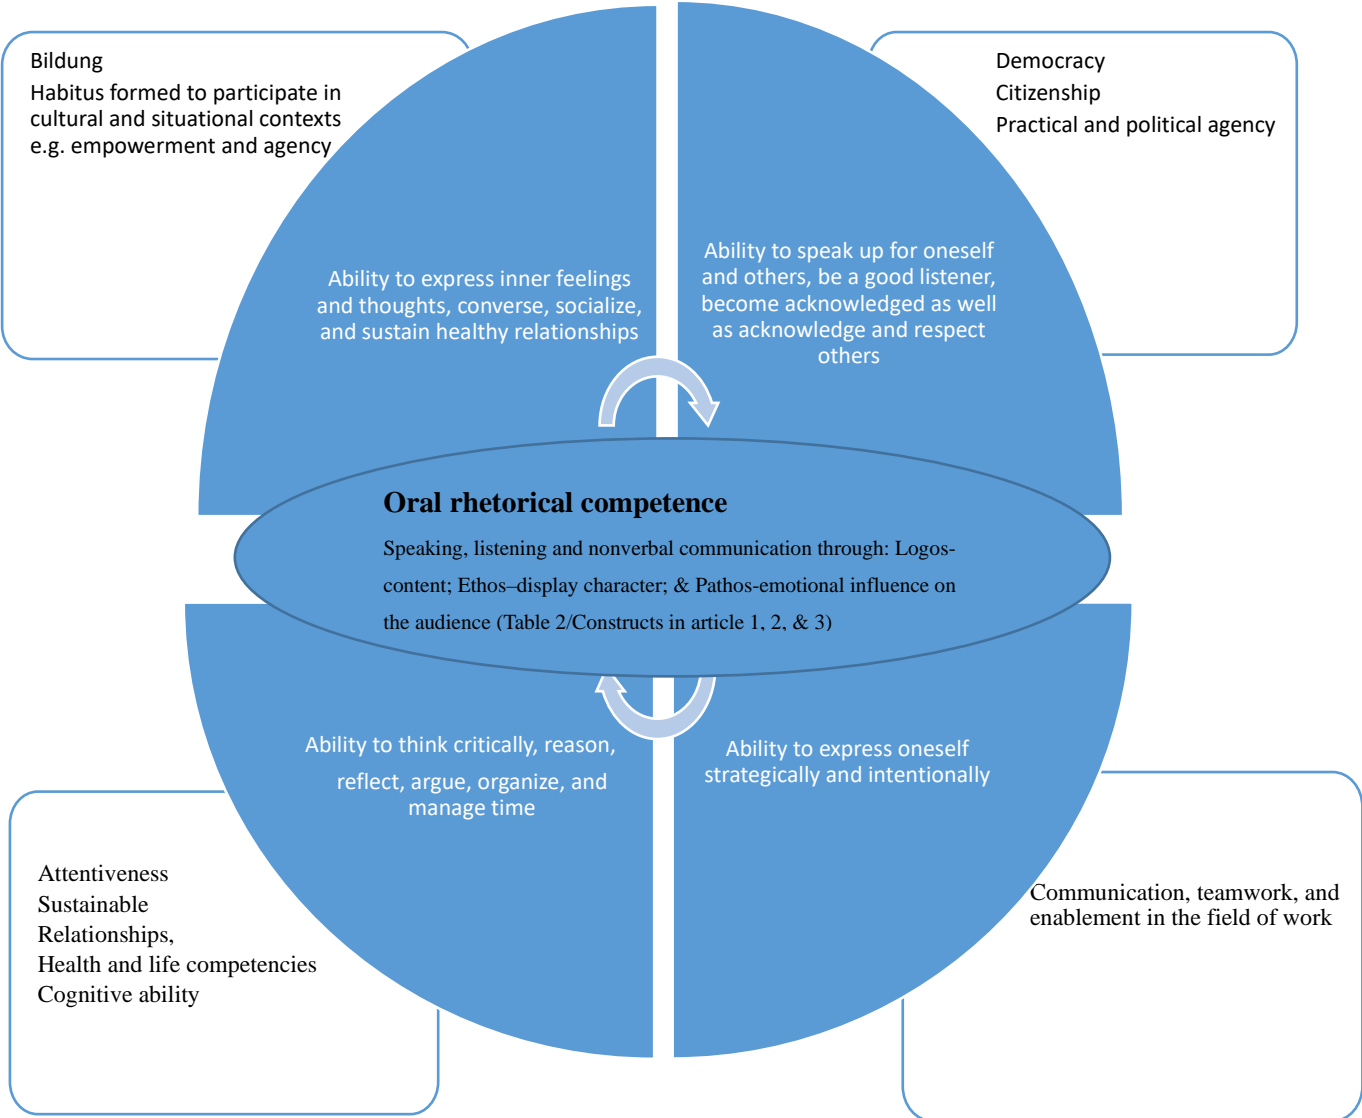 Bildung
Habitus formed to participate in
cultural and situational contexts
e.g. empowerment and agency
Democracy
Citizenship
Practical and political agency
Ability to express inner feelings
and thoughts, converse, socialize,
and sustain healthy relationships
Ability to speak up for oneself
and others, be a good listener,
become acknowledged as well
as acknowledge and respect
others
Oral rhetorical competence
Speaking, listening and nonverbal communication through: Logos-
content; Ethos–display character; & Pathos-emotional influence on
the audience (Table 2/Constructs in article 1, 2, & 3)
Ability to think critically, reason,
reflect, argue, organize, and
manage time
Ability to express oneself
strategically and intentionally
Attentiveness
Sustainable
Relationships,
Health and life competencies
Cognitive ability
Communication, teamwork, and
enablement in the field of work